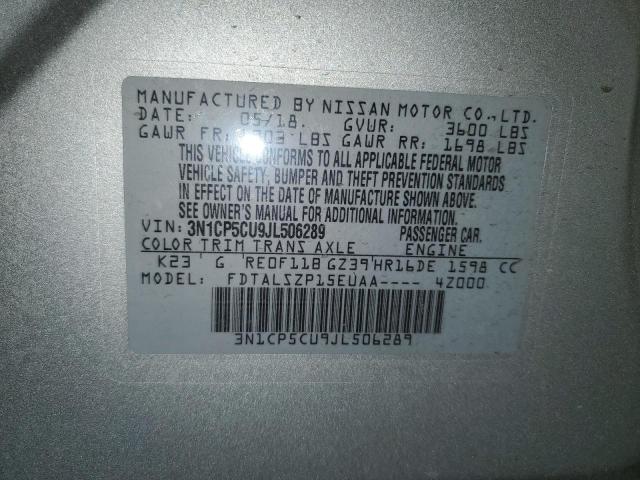 MANUFACTURED BY NISSAN MOTOR CO., LTD.
DATE: 05/18. GVWR: 3600 LBS
GAWR FR: LBS GAWR RR: 1698 LBS
THIS VEHICLE CONFORMS TO ALL APPLICABLE FEDERAL MOTOR
VEHICLE SAFETY, BUMPER AND THEFT PREVENTION STANDARDS
IN EFFECT ON THE DATE OF MANUFACTURE SHOWN ABOVE.
SEE OWNER'S MANUAL FOR ADDITIONAL INFORMATION.
VIN: 3N1CP5CU9JL506289 PASSENGER CAR.
COLOR TRIM TRANS AXLE ENGINE
K23 G RE0F11B GZ39 HR16DE 1598 CC
MODEL: FDTALSZP15EUAA---- 4Z000
3N1CP5CU9JL506289